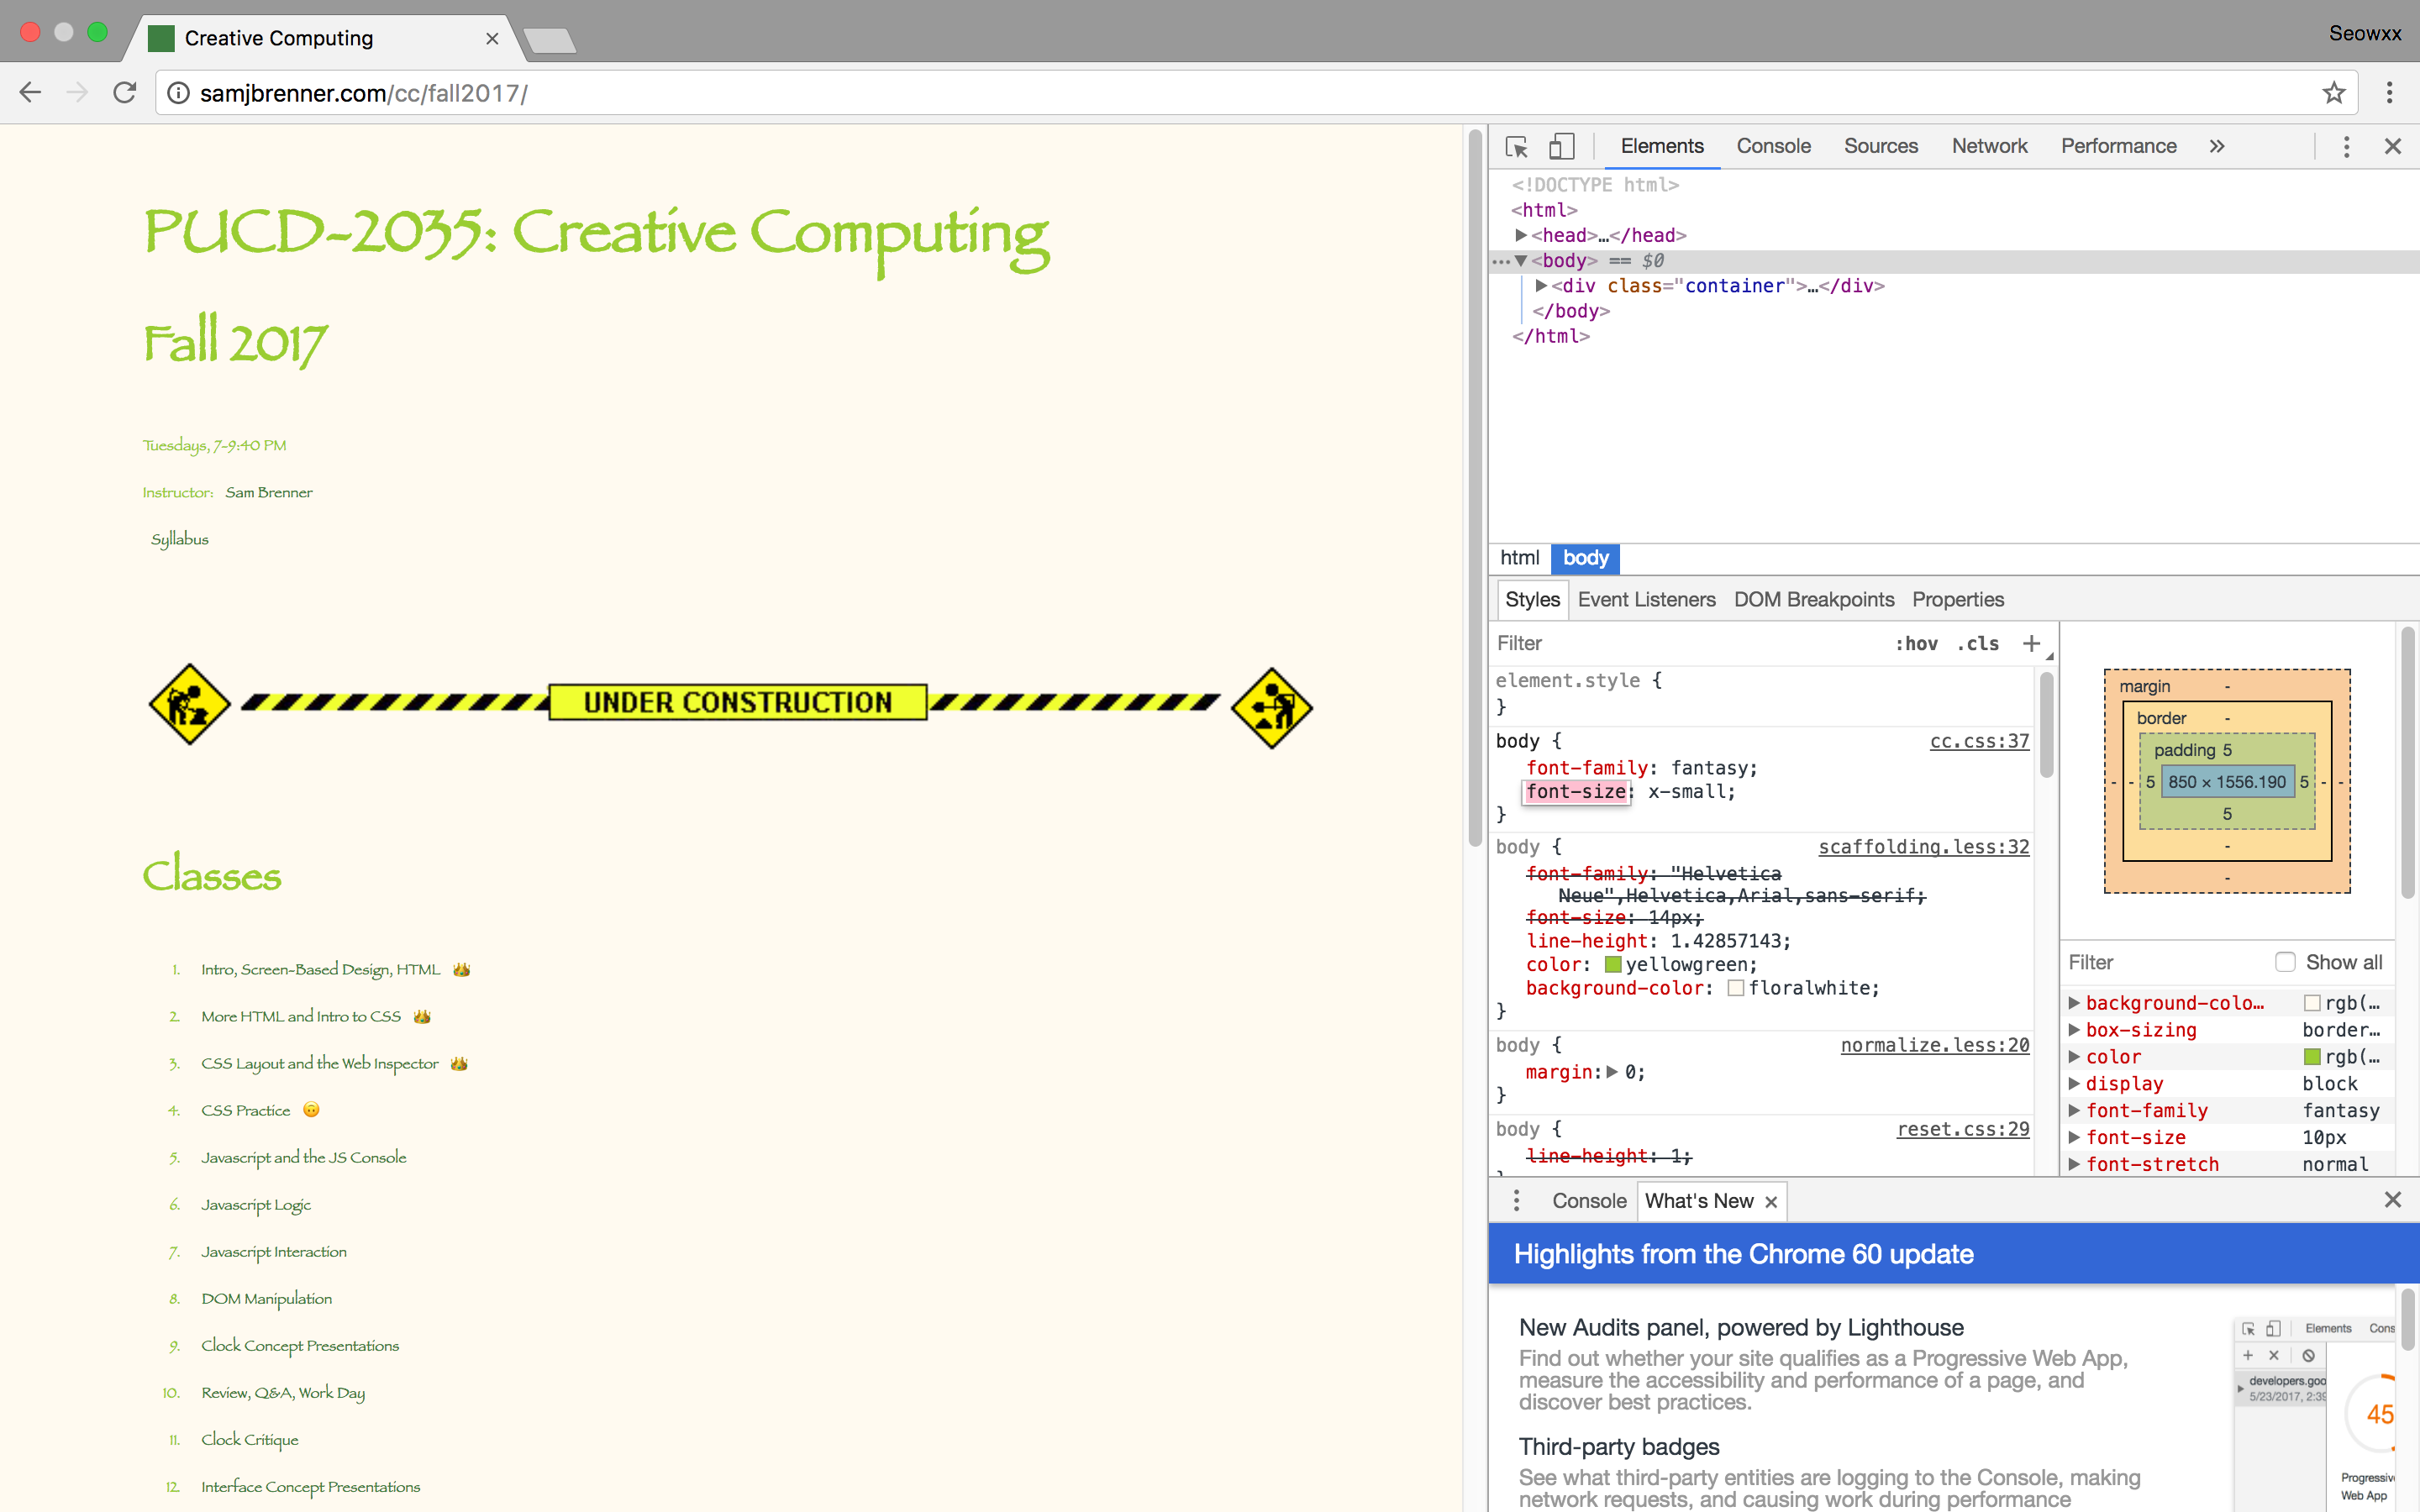 Creative Computing
Seowxx
samjbrenner.com/cc/fall2017/
PUCD-2035: Creative Computing
Fall 2017
Tuesdays, 7-9:40 PM
Instructor: Sam Brenner
Syllabus
UNDER CONSTRUCTION
Classes
1. Intro, Screen-Based Design, HTML 👑
2. More HTML and Intro to CSS 👑
3. CSS Layout and the Web Inspector 👑
4. CSS Practice 🙃
5. Javascript and the JS Console
6. Javascript Logic
7. Javascript Interaction
8. DOM Manipulation
9. Clock Concept Presentations
10. Review, Q&A, Work Day
11. Clock Critique
12. Interface Concept Presentations
Elements Console Sources Network Performance »
<!DOCTYPE html>
<html>
▶<head>…</head>
…▼<body> == $0
▶<div class="container">…</div>
</body>
</html>
html body
Styles Event Listeners DOM Breakpoints Properties
Filter :hov .cls +
element.style {
}
body { cc.css:37
font-family: fantasy;
font-size: x-small;
}
body { scaffolding.less:32
font-family: "Helvetica
Neue",Helvetica,Arial,sans-serif;
font-size: 14px;
line-height: 1.42857143;
color: yellowgreen;
background-color: floralwhite;
}
body { normalize.less:20
margin:▶ 0;
}
body { reset.css:29
line-height: 1;
}
margin -
border -
padding 5
- - 5 850 × 1556.190 5 - -
5
-
-
Filter Show all
▶ background-colo… rgb(…
▶ box-sizing border…
▶ color rgb(…
▶ display block
▶ font-family fantasy
▶ font-size 10px
▶ font-stretch normal
Console What's New ×
Highlights from the Chrome 60 update
New Audits panel, powered by Lighthouse
Find out whether your site qualifies as a Progressive Web App,
measure the accessibility and performance of a page, and
discover best practices.
Third-party badges
See what third-party entities are logging to the Console, making
network requests, and causing work during performance
Elements Cons
developers.goo
5/23/2017, 2:39
45
Progressiv
Web App